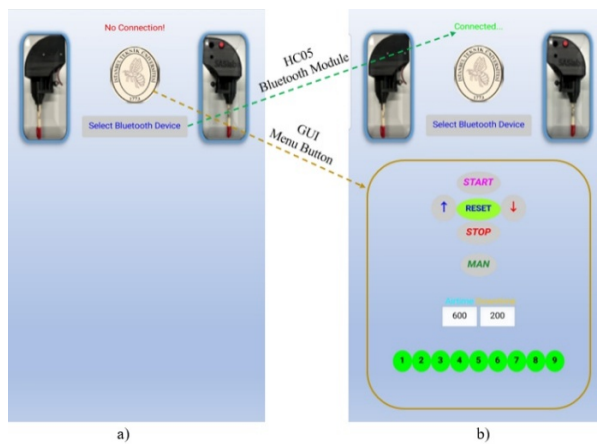 No Connection!
Select Bluetooth Device
HC05
Bluetooth Module
GUI
Menu Button
Connected...
Select Bluetooth Device
START
↑ RESET ↓
STOP
MAN
600 200
1 2 3 4 5 6 7 8 9
a) b)